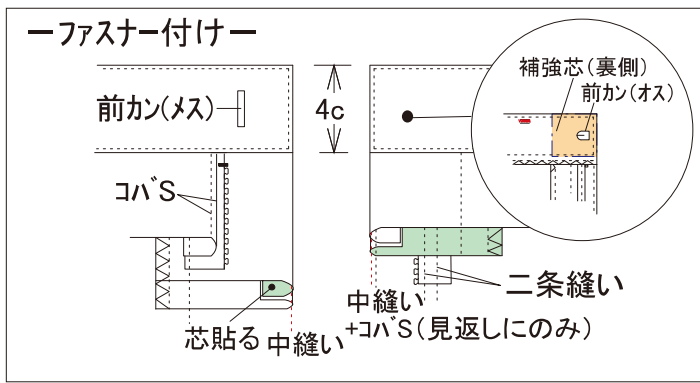 ーファスナー付けー
補強芯(裏側)
前カン(オス)
前カン(メス)
4c
コバS
二条縫い
中縫い
+コバS(見返しにのみ)
芯貼る
中縫い